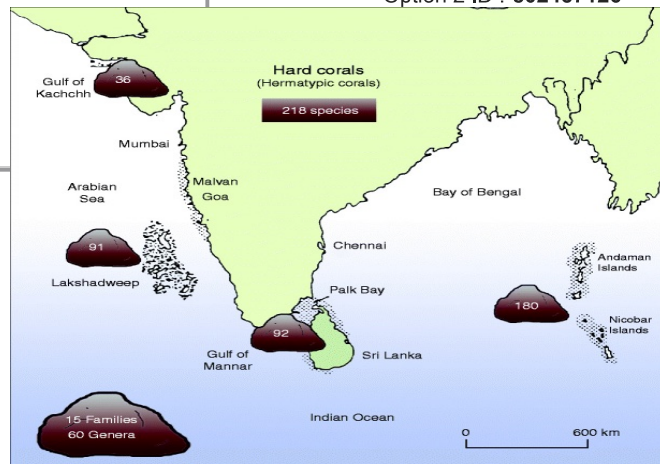 Hard corals
(Hermatypic corals)
218 species
36
Gulf of
Kachchh
Mumbai
Malvan
Goa
Arabian
Sea
91
Lakshadweep
Bay of Bengal
Chennai
Palk Bay
92
Gulf of
Mannar
Sri Lanka
180
Andaman
Islands
Nicobar
Islands
15 Families
60 Genera
Indian Ocean
0 600 km